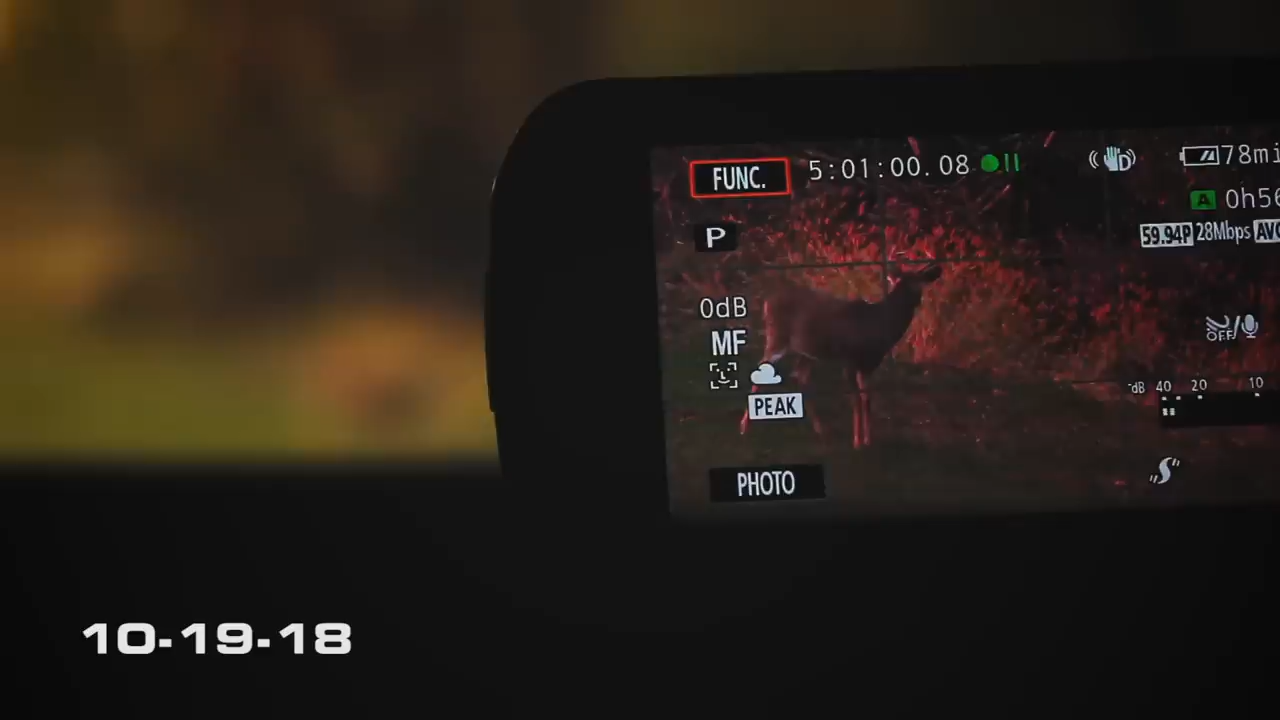 FUNC. 5:01:00.08 78mi
A 0h56
P 59.94P 28Mbps AVC
0dB
OFF/
MF
PEAK
-dB 40 20 10
PHOTO
10-19-18